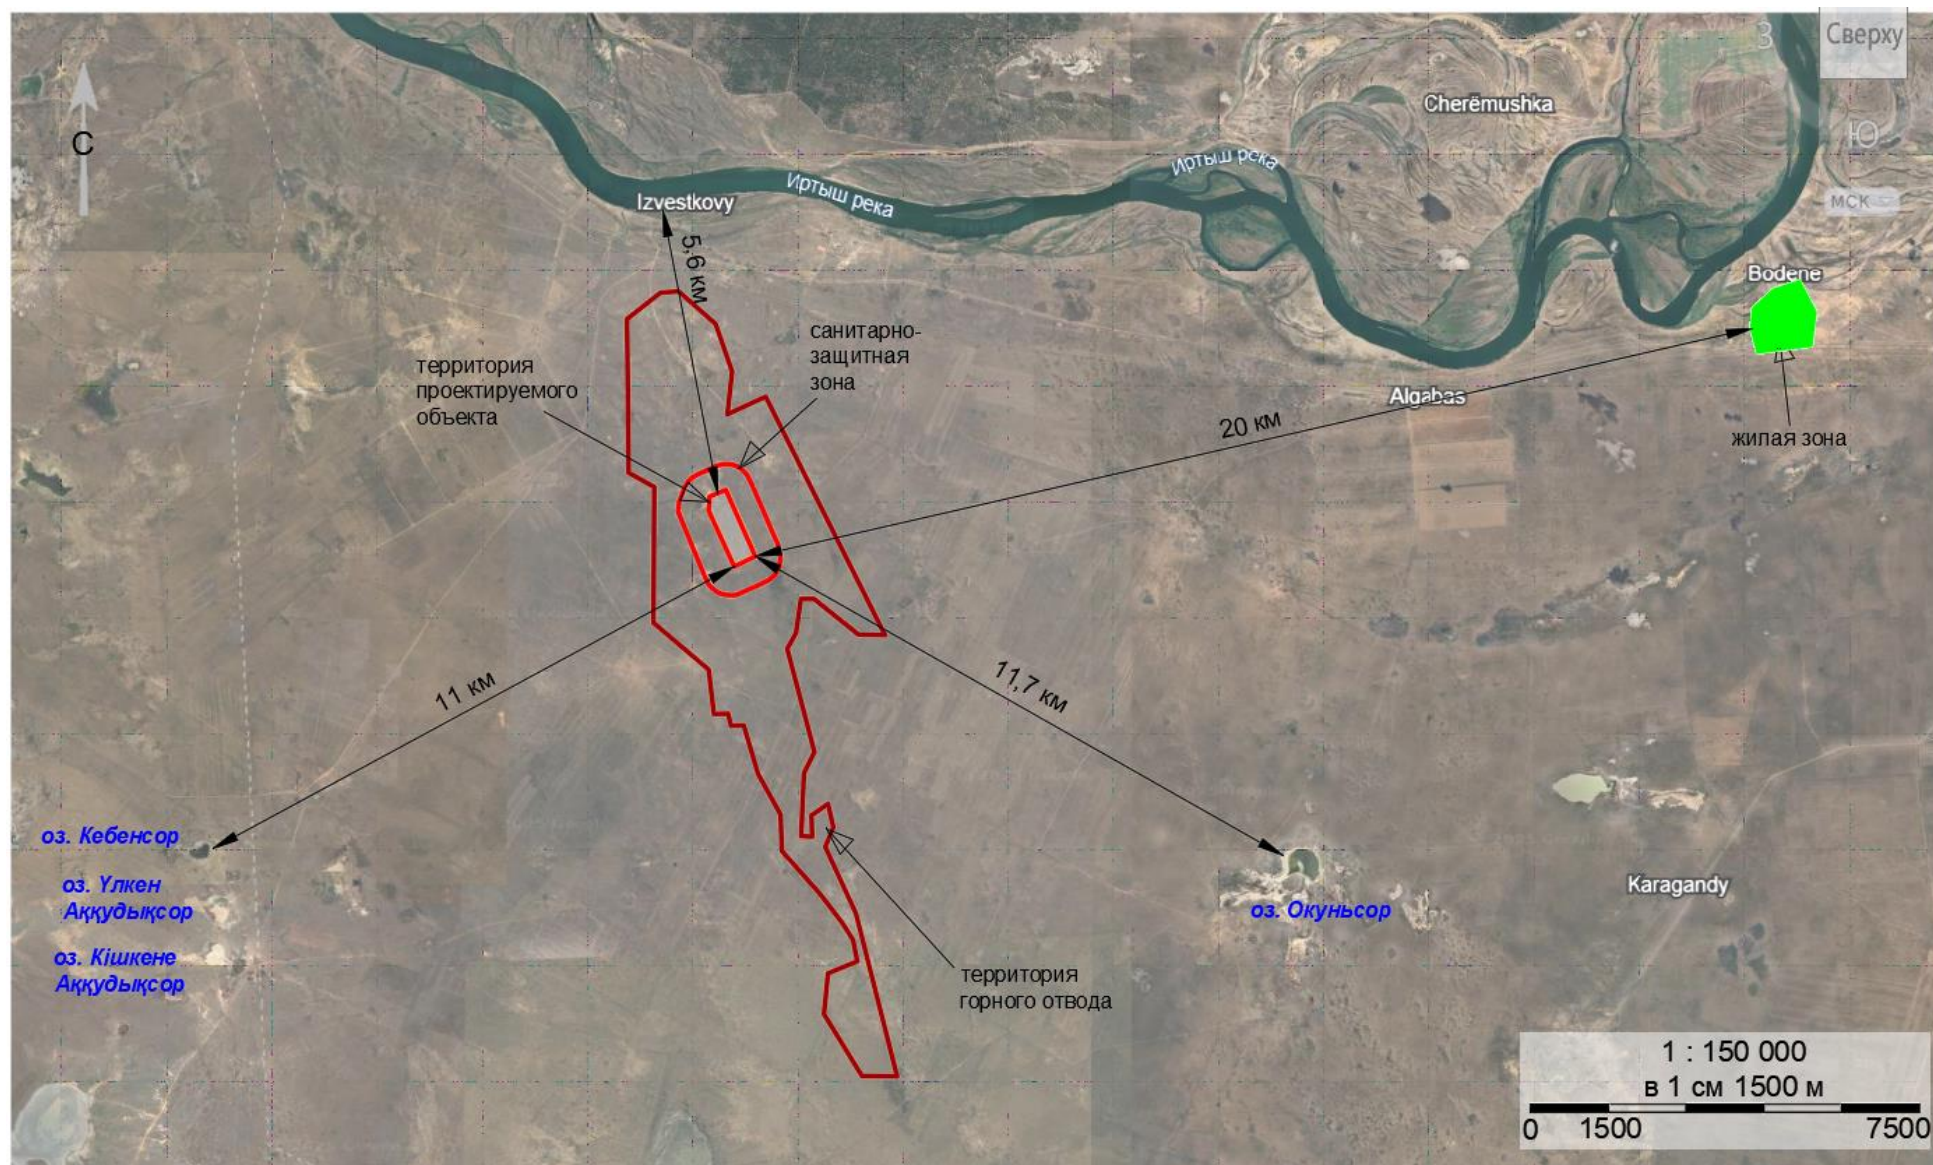 Сверху
З
Ю
МСК
С
Cherëmushka
Иртыш река
Иртыш река
Izvestkovy
5,6 км
Bodene
санитарно-
защитная
зона
территория
проектируемого
объекта
Algabas
20 км
жилая зона
11 км
11,7 км
оз. Кебенсор
оз. Үлкен
Аққудықсор
оз. Кішкене
Аққудықсор
Karagandy
оз. Окуньсор
территория
горного отвода
1 : 150 000
в 1 см 1500 м
0 1500 7500